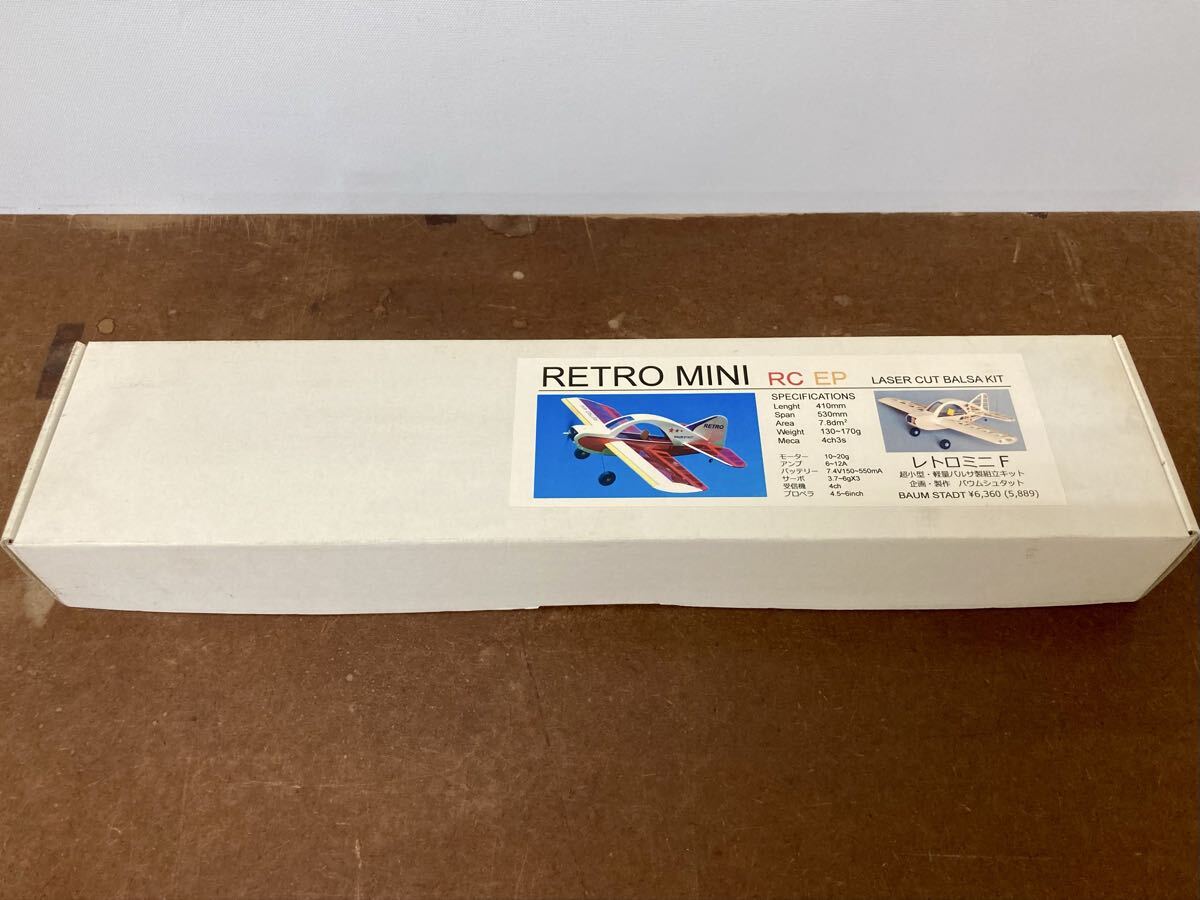 RETRO MINI RC EP LASER CUT BALSA KIT
RETRO
SPECIFICATIONS
Lenght 410mm
Span 530mm
Area 7.8dm²
Weight 130~170g
Meca 4ch3s
モーター 10~20g
アンプ 6~12A
バッテリー 7.4V150~550mA
サーボ 3.7~6gX3
受信機 4ch
プロペラ 4.5~6inch
レトロミニF
超小型・軽量バルサ製組立キット
企画・製作 バウムシュタット
BAUM STADT ¥6,360 (5,889)